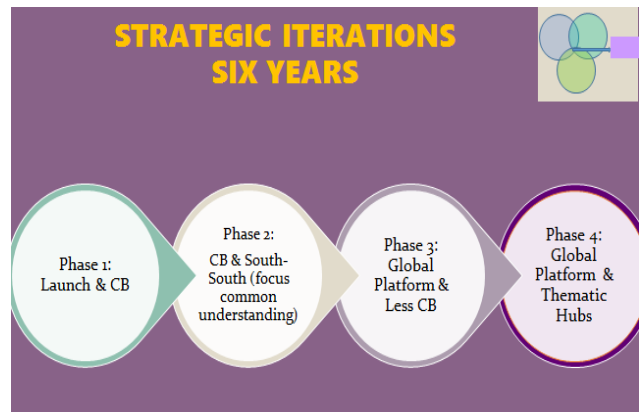 STRATEGIC ITERATIONS
SIX YEARS
Phase 1:
Launch & CB
Phase 2:
CB & South-
South (focus
common
understanding)
Phase 3:
Global
Platform &
Less CB
Phase 4:
Global
Platform &
Thematic
Hubs